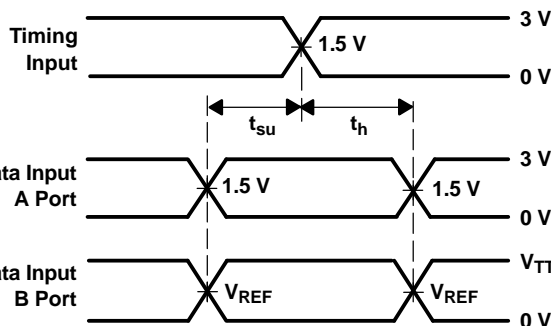 Timing
Input
3 V
1.5 V
0 V
tsu
th
ata Input
A Port
3 V
1.5 V
1.5 V
0 V
ata Input
B Port
VTT
VREF
VREF
0 V